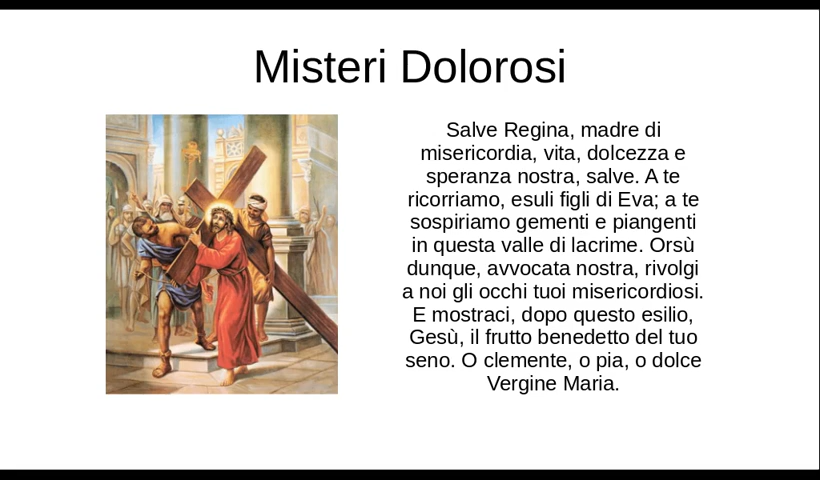 Misteri Dolorosi
Salve Regina, madre di
misericordia, vita, dolcezza e
speranza nostra, salve. A te
ricorriamo, esuli figli di Eva; a te
sospiriamo gementi e piangenti
in questa valle di lacrime. Orsù
dunque, avvocata nostra, rivolgi
a noi gli occhi tuoi misericordiosi.
E mostraci, dopo questo esilio,
Gesù, il frutto benedetto del tuo
seno. O clemente, o pia, o dolce
Vergine Maria.